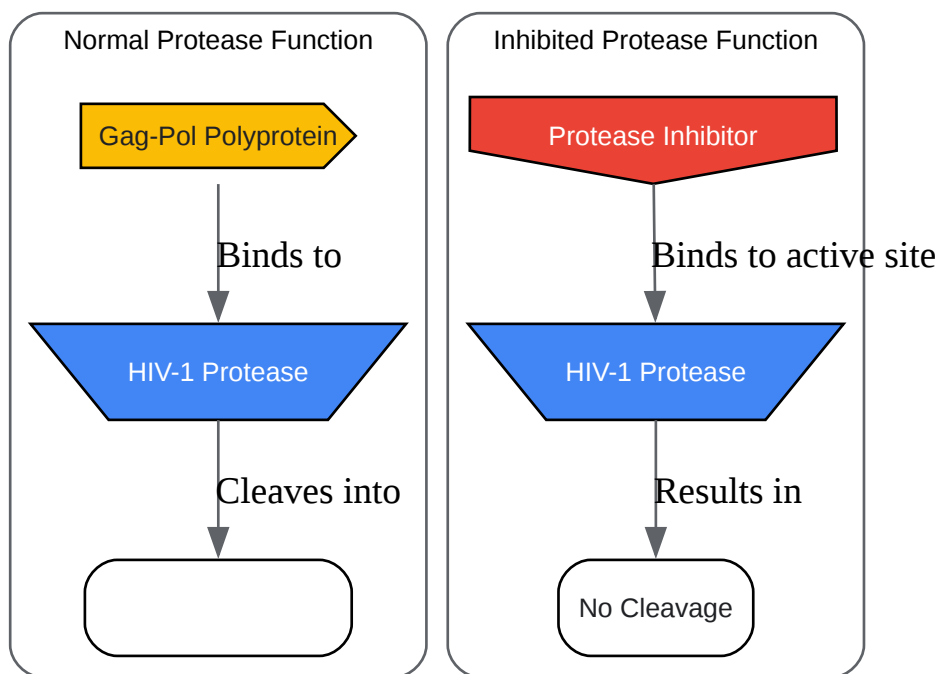 Normal Protease Function
Gag-Pol Polyprotein
Binds to
HIV-1 Protease
Cleaves into
Inhibited Protease Function
Protease Inhibitor
Binds to active site
HIV-1 Protease
Results in
No Cleavage